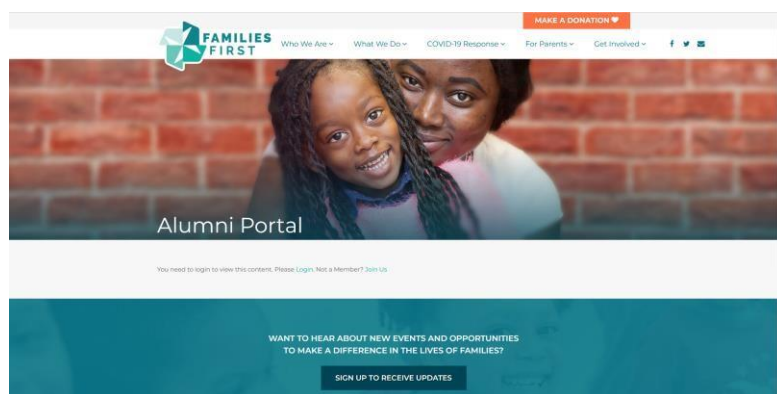 MAKE A DONATION
FAMILIES
FIRST
Who We Are
What We Do
COVID-19 Response
For Parents
Get Involved
Alumni Portal
You need to login to view this content. Please Login. Not a Member? Join Us
WANT TO HEAR ABOUT NEW EVENTS AND OPPORTUNITIES
TO MAKE A DIFFERENCE IN THE LIVES OF FAMILIES?
SIGN UP TO RECEIVE UPDATES